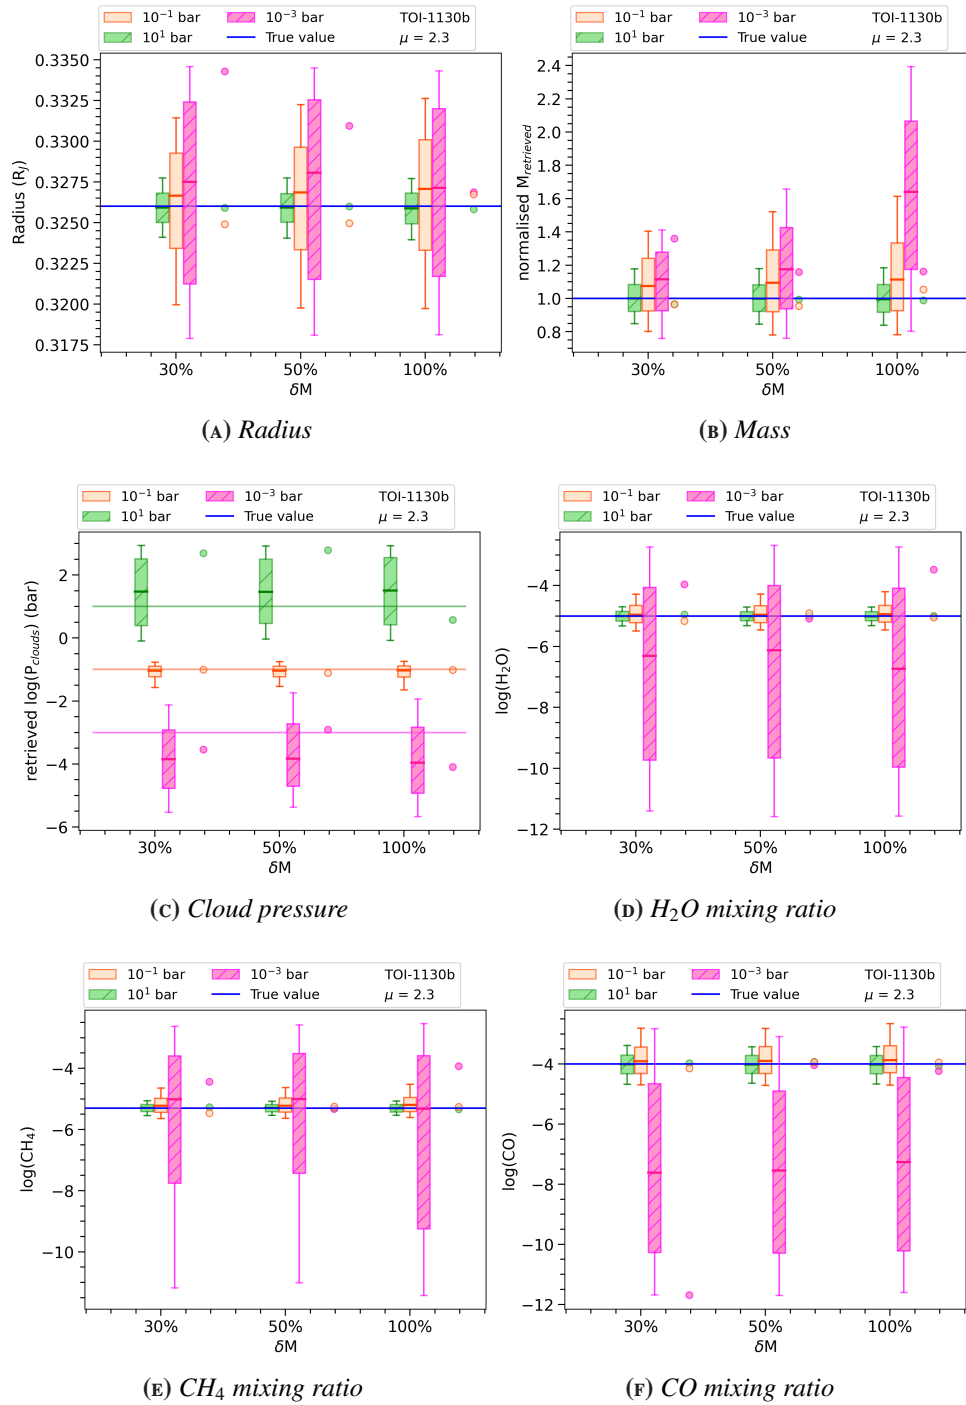 10⁻¹ bar 10⁻³ bar TOI-1130b
10¹ bar True value μ = 2.3
0.3350
0.3325
0.3300
0.3275
0.3250
0.3225
0.3200
0.3175
Radius (R_J)
30% 50% 100%
δM
(A) Radius
10⁻¹ bar 10⁻³ bar TOI-1130b
10¹ bar True value μ = 2.3
2.4
2.2
2.0
1.8
1.6
1.4
1.2
1.0
0.8
normalised M_retrieved
30% 50% 100%
δM
(B) Mass
10⁻¹ bar 10⁻³ bar TOI-1130b
10¹ bar True value μ = 2.3
2
0
−2
−4
−6
retrieved log(P_clouds) (bar)
30% 50% 100%
δM
(C) Cloud pressure
10⁻¹ bar 10⁻³ bar TOI-1130b
10¹ bar True value μ = 2.3
−4
−6
−8
−10
−12
log(H₂O)
30% 50% 100%
δM
(D) H₂O mixing ratio
10⁻¹ bar 10⁻³ bar TOI-1130b
10¹ bar True value μ = 2.3
−4
−6
−8
−10
log(CH₄)
30% 50% 100%
δM
(E) CH₄ mixing ratio
10⁻¹ bar 10⁻³ bar TOI-1130b
10¹ bar True value μ = 2.3
−4
−6
−8
−10
−12
log(CO)
30% 50% 100%
δM
(F) CO mixing ratio